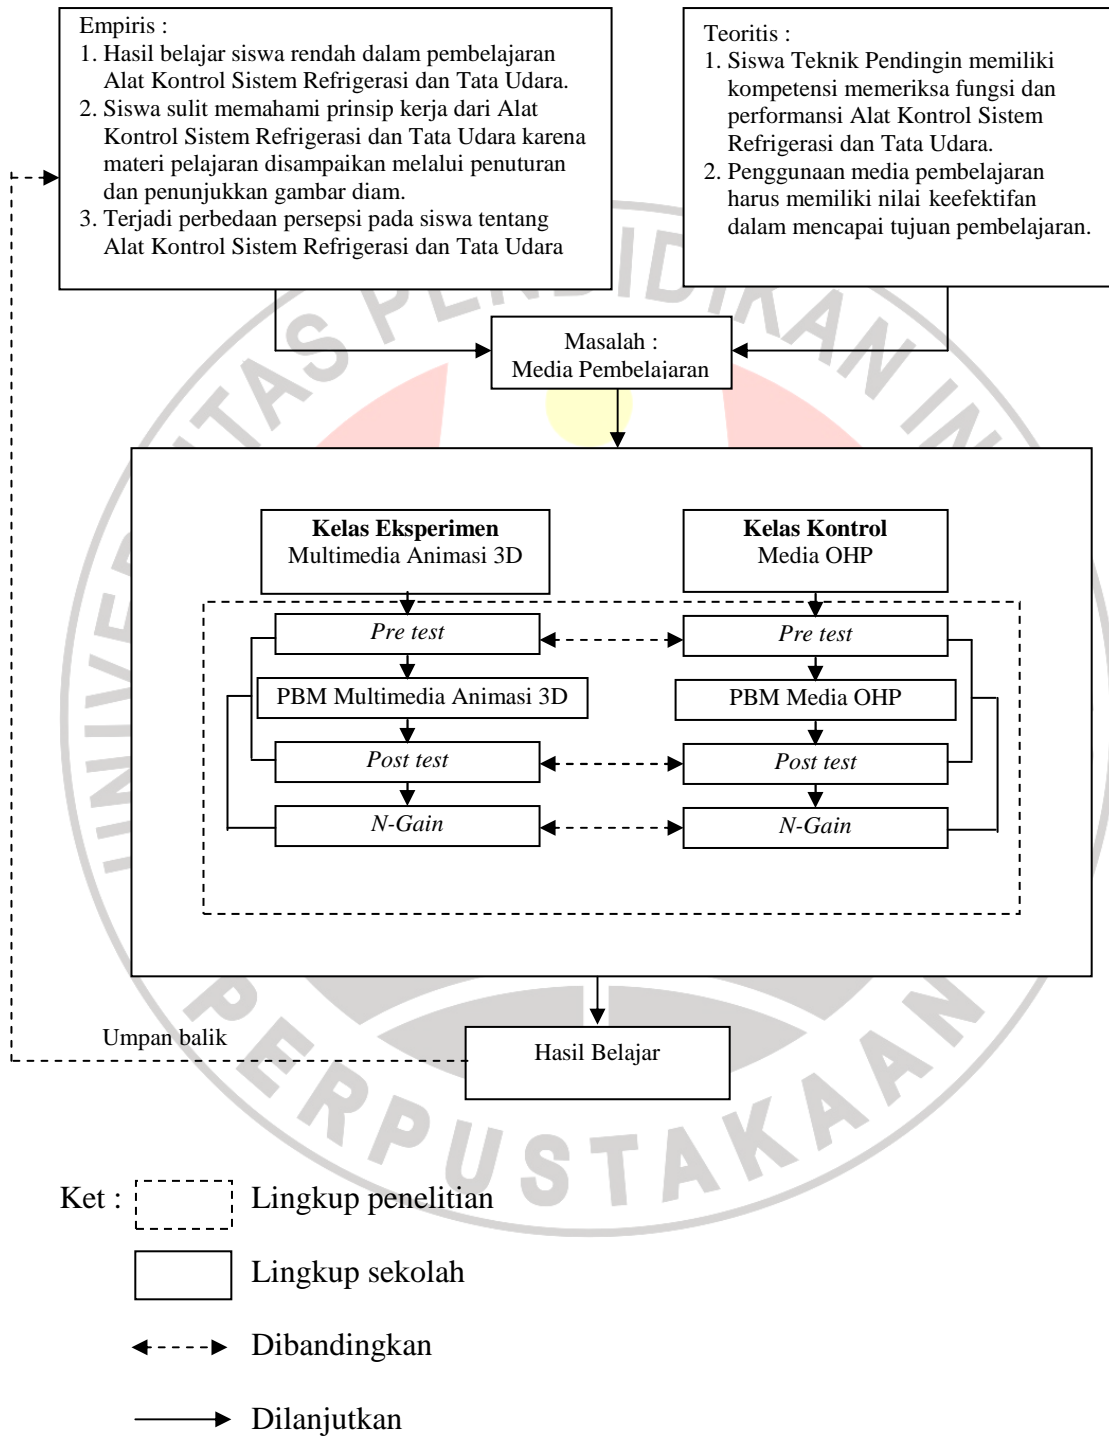 Empiris :
1. Hasil belajar siswa rendah dalam pembelajaran
Alat Kontrol Sistem Refrigerasi dan Tata Udara.
2. Siswa sulit memahami prinsip kerja dari Alat
Kontrol Sistem Refrigerasi dan Tata Udara karena
materi pelajaran disampaikan melalui penuturan
dan penunjukkan gambar diam.
3. Terjadi perbedaan persepsi pada siswa tentang
Alat Kontrol Sistem Refrigerasi dan Tata Udara
Teoritis :
1. Siswa Teknik Pendingin memiliki
kompetensi memeriksa fungsi dan
performansi Alat Kontrol Sistem
Refrigerasi dan Tata Udara.
2. Penggunaan media pembelajaran
harus memiliki nilai keefektifan
dalam mencapai tujuan pembelajaran.
Masalah :
Media Pembelajaran
Kelas Eksperimen
Multimedia Animasi 3D
Kelas Kontrol
Media OHP
Pre test
Pre test
PBM Multimedia Animasi 3D
PBM Media OHP
Post test
Post test
N-Gain
N-Gain
Umpan balik
Hasil Belajar
Ket :
Lingkup penelitian
Lingkup sekolah
Dibandingkan
Dilanjutkan
PERPUSTAKAAN